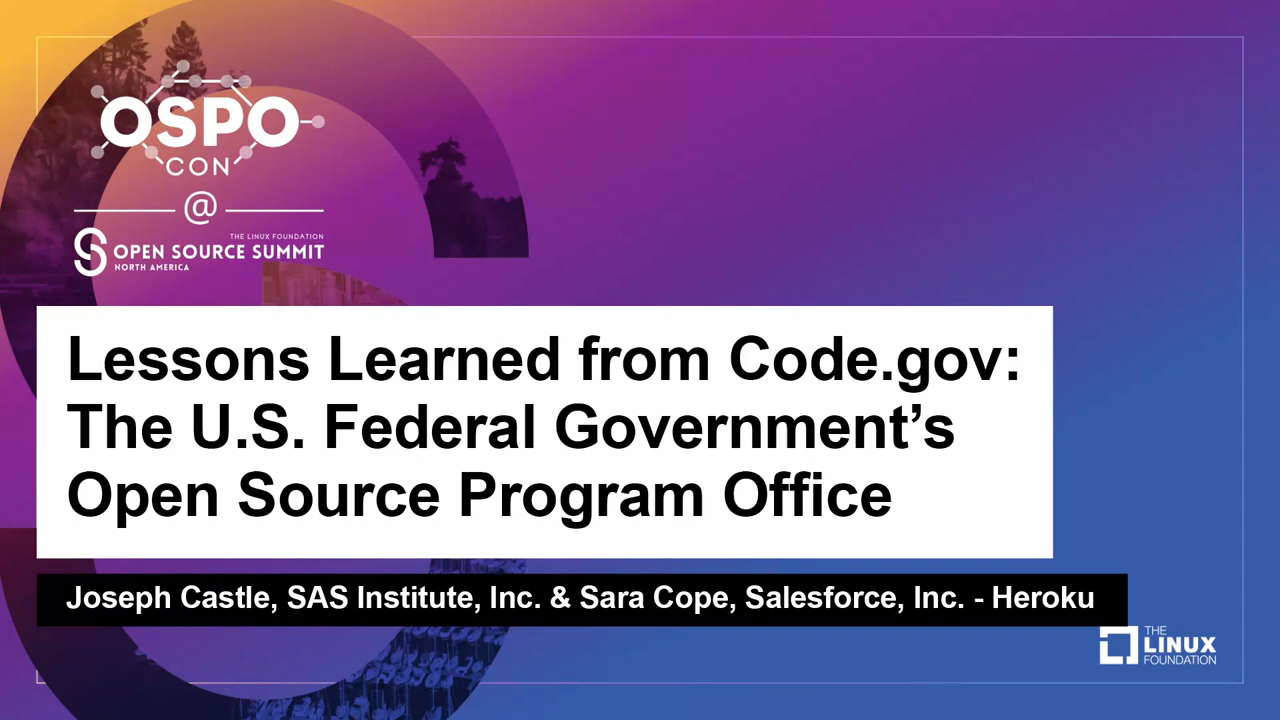 OSPO
CON
@
THE LINUX FOUNDATION
OPEN SOURCE SUMMIT
NORTH AMERICA
Lessons Learned from Code.gov:
The U.S. Federal Government’s
Open Source Program Office
Joseph Castle, SAS Institute, Inc. & Sara Cope, Salesforce, Inc. - Heroku
THE
LINUX
FOUNDATION